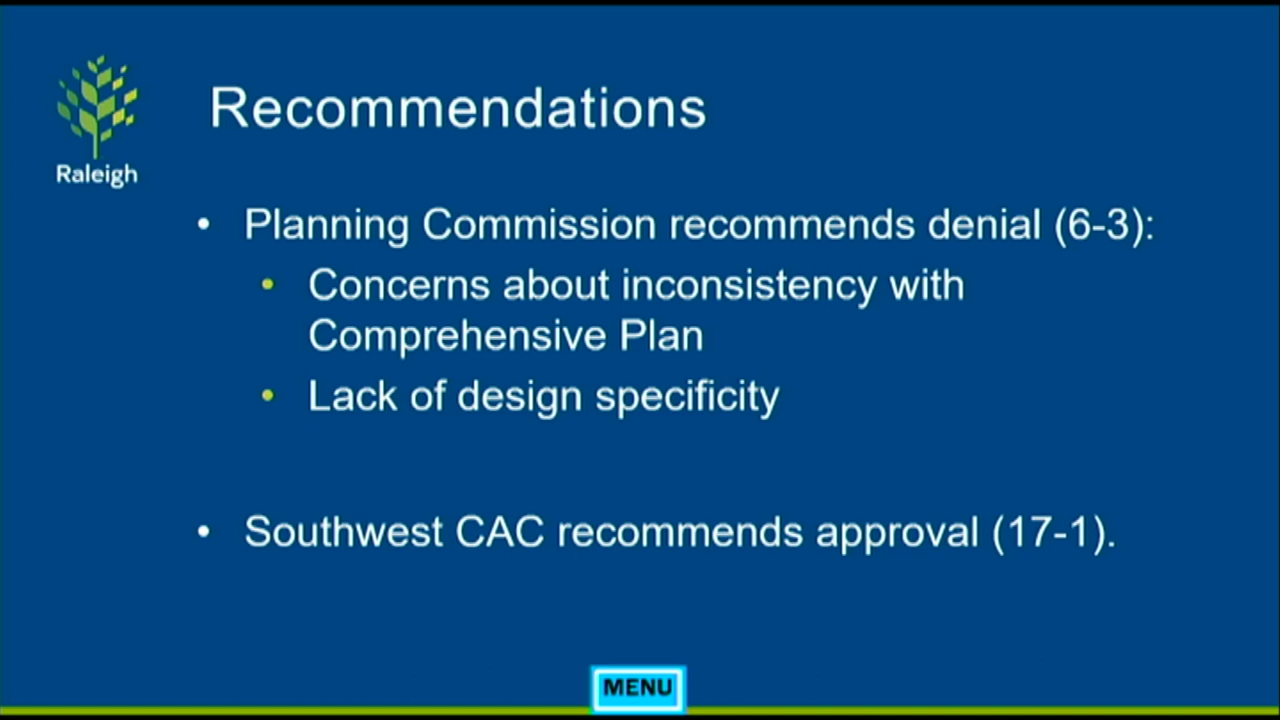 Raleigh
Recommendations
• Planning Commission recommends denial (6-3):
• Concerns about inconsistency with
Comprehensive Plan
• Lack of design specificity
• Southwest CAC recommends approval (17-1).
MENU